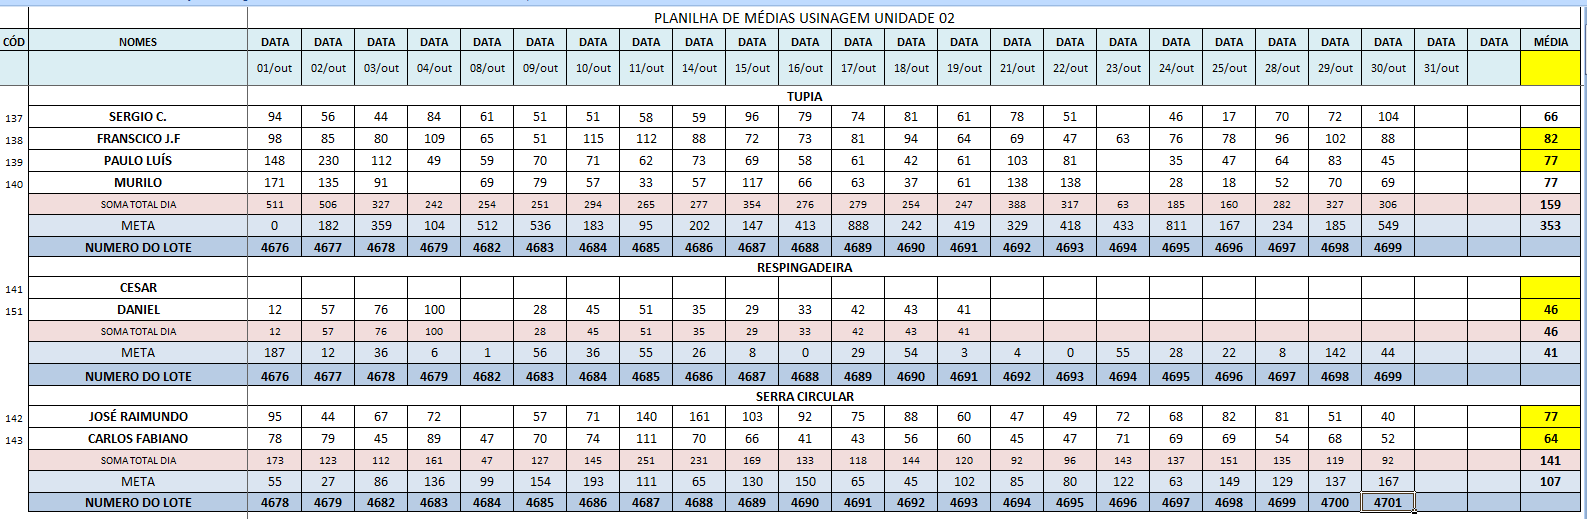 PLANILHA DE MÉDIAS USINAGEM UNIDADE 02
CÓD NOMES DATA DATA DATA DATA DATA DATA DATA DATA DATA DATA DATA DATA DATA DATA DATA DATA DATA DATA DATA DATA DATA DATA DATA DATA MÉDIA
01/out 02/out 03/out 04/out 08/out 09/out 10/out 11/out 14/out 15/out 16/out 17/out 18/out 19/out 21/out 22/out 23/out 24/out 25/out 28/out 29/out 30/out 31/out
TUPIA
137 SERGIO C. 94 56 44 84 61 51 51 58 59 96 79 74 81 61 78 51 46 17 70 72 104 66
138 FRANSCICO J.F 98 85 80 109 65 51 115 112 88 72 73 81 94 64 69 47 63 76 78 96 102 88 82
139 PAULO LUÍS 148 230 112 49 59 70 71 62 73 69 58 61 42 61 103 81 35 47 64 83 45 77
140 MURILO 171 135 91 69 79 57 33 57 117 66 63 37 61 138 138 28 18 52 70 69 77
SOMA TOTAL DIA 511 506 327 242 254 251 294 265 277 354 276 279 254 247 388 317 63 185 160 282 327 306 159
META 0 182 359 104 512 536 183 95 202 147 413 888 242 419 329 418 433 811 167 234 185 549 353
NUMERO DO LOTE 4676 4677 4678 4679 4682 4683 4684 4685 4686 4687 4688 4689 4690 4691 4692 4693 4694 4695 4696 4697 4698 4699
RESPINGADEIRA
141 CESAR
151 DANIEL 12 57 76 100 28 45 51 35 29 33 42 43 41 46
SOMA TOTAL DIA 12 57 76 100 28 45 51 35 29 33 42 43 41 46
META 187 12 36 6 1 56 36 55 26 8 0 29 54 3 4 0 55 28 22 8 142 44 41
NUMERO DO LOTE 4676 4677 4678 4679 4682 4683 4684 4685 4686 4687 4688 4689 4690 4691 4692 4693 4694 4695 4696 4697 4698 4699
SERRA CIRCULAR
142 JOSÉ RAIMUNDO 95 44 67 72 57 71 140 161 103 92 75 88 60 47 49 72 68 82 81 51 40 77
143 CARLOS FABIANO 78 79 45 89 47 70 74 111 70 66 41 43 56 60 45 47 71 69 69 54 68 52 64
SOMA TOTAL DIA 173 123 112 161 47 127 145 251 231 169 133 118 144 120 92 96 143 137 151 135 119 92 141
META 55 27 86 136 99 154 193 111 65 130 150 65 45 102 85 80 122 63 149 129 137 167 107
NUMERO DO LOTE 4678 4679 4682 4683 4684 4685 4686 4687 4688 4689 4690 4691 4692 4693 4694 4695 4696 4697 4698 4699 4700 4701